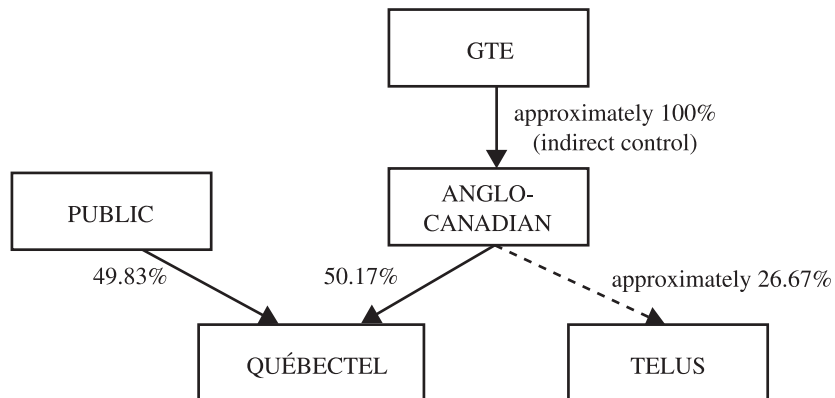 GTE
approximately 100%
(indirect control)
PUBLIC
ANGLO-
CANADIAN
49.83%
50.17%
approximately 26.67%
QUÉBECTEL
TELUS